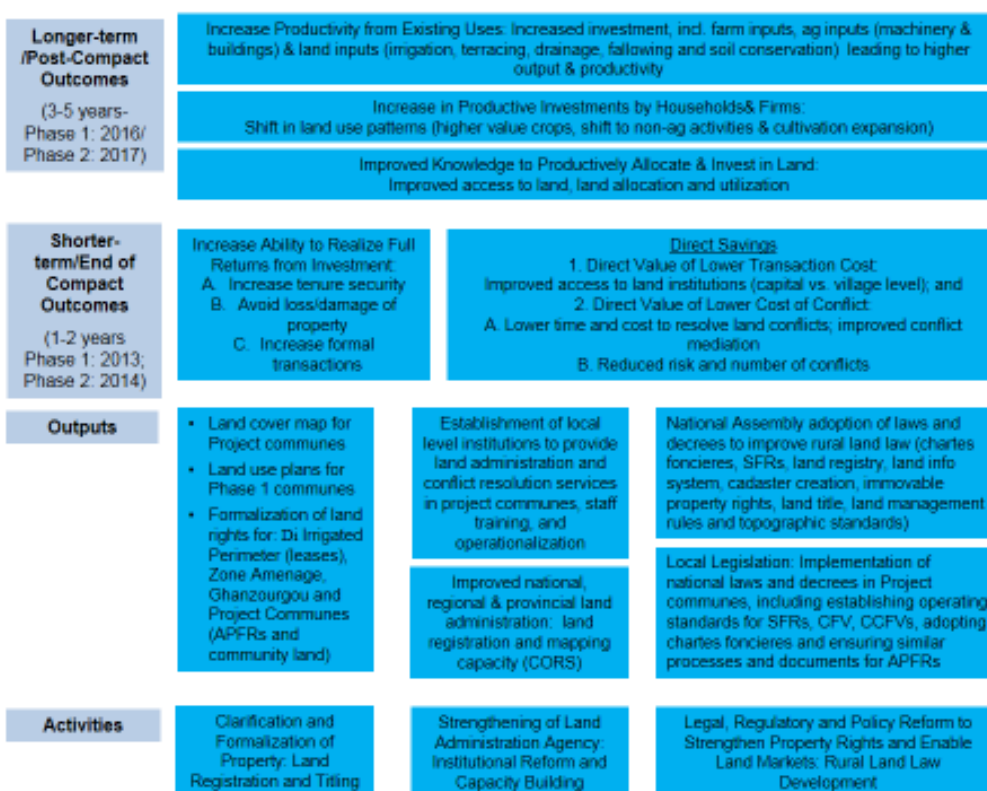 Longer-term
/Post-Compact
Outcomes
(3-5 years-
Phase 1: 2016/
Phase 2: 2017)
Increase Productivity from Existing Uses: Increased investment, incl. farm inputs, ag inputs (machinery &
buildings) & land inputs (irrigation, terracing, drainage, fallowing and soil conservation) leading to higher
output & productivity
Increase in Productive Investments by Households& Firms:
Shift in land use patterns (higher value crops, shift to non-ag activities & cultivation expansion)
Improved Knowledge to Productively Allocate & Invest in Land:
Improved access to land, land allocation and utilization
Shorter-
term/End of
Compact
Outcomes
(1-2 years
Phase 1: 2013;
Phase 2: 2014)
Increase Ability to Realize Full
Returns from Investment:
A. Increase tenure security
B. Avoid loss/damage of
property
C. Increase formal
transactions
Direct Savings
1. Direct Value of Lower Transaction Cost:
Improved access to land institutions (capital vs. village level); and
2. Direct Value of Lower Cost of Conflict:
A. Lower time and cost to resolve land conflicts; improved conflict
mediation
B. Reduced risk and number of conflicts
Outputs
• Land cover map for
Project communes
• Land use plans for
Phase 1 communes
• Formalization of land
rights for: Di Irrigated
Perimeter (leases),
Zone Amenage,
Ghanzourgou and
Project Communes
(APFRs and
community land)
Establishment of local
level institutions to provide
land administration and
conflict resolution services
in project communes, staff
training, and
operationalization
Improved national,
regional & provincial land
administration: land
registration and mapping
capacity (CORS)
National Assembly adoption of laws and
decrees to improve rural land law (chartes
foncieres, SFRs, land registry, land info
system, cadaster creation, immovable
property rights, land title, land management
rules and topographic standards)
Local Legislation: Implementation of
national laws and decrees in Project
communes, including establishing operating
standards for SFRs, CFV, CCFVs, adopting
chartes foncieres and ensuring similar
processes and documents for APFRs
Activities
Clarification and
Formalization of
Property: Land
Registration and Titling
Strengthening of Land
Administration Agency:
Institutional Reform and
Capacity Building
Legal, Regulatory and Policy Reform to
Strengthen Property Rights and Enable
Land Markets: Rural Land Law
Development